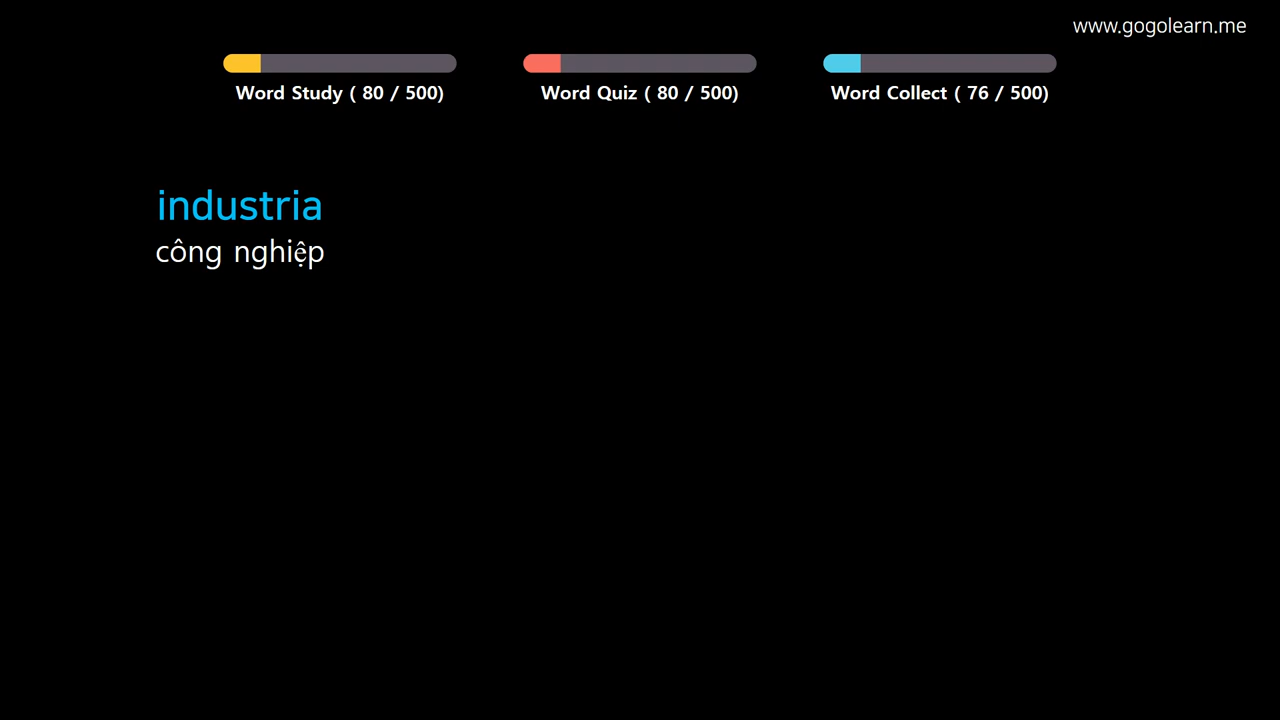 www.gogolearn.me
Word Study ( 80 / 500)
Word Quiz ( 80 / 500)
Word Collect ( 76 / 500)
industria
công nghiệp